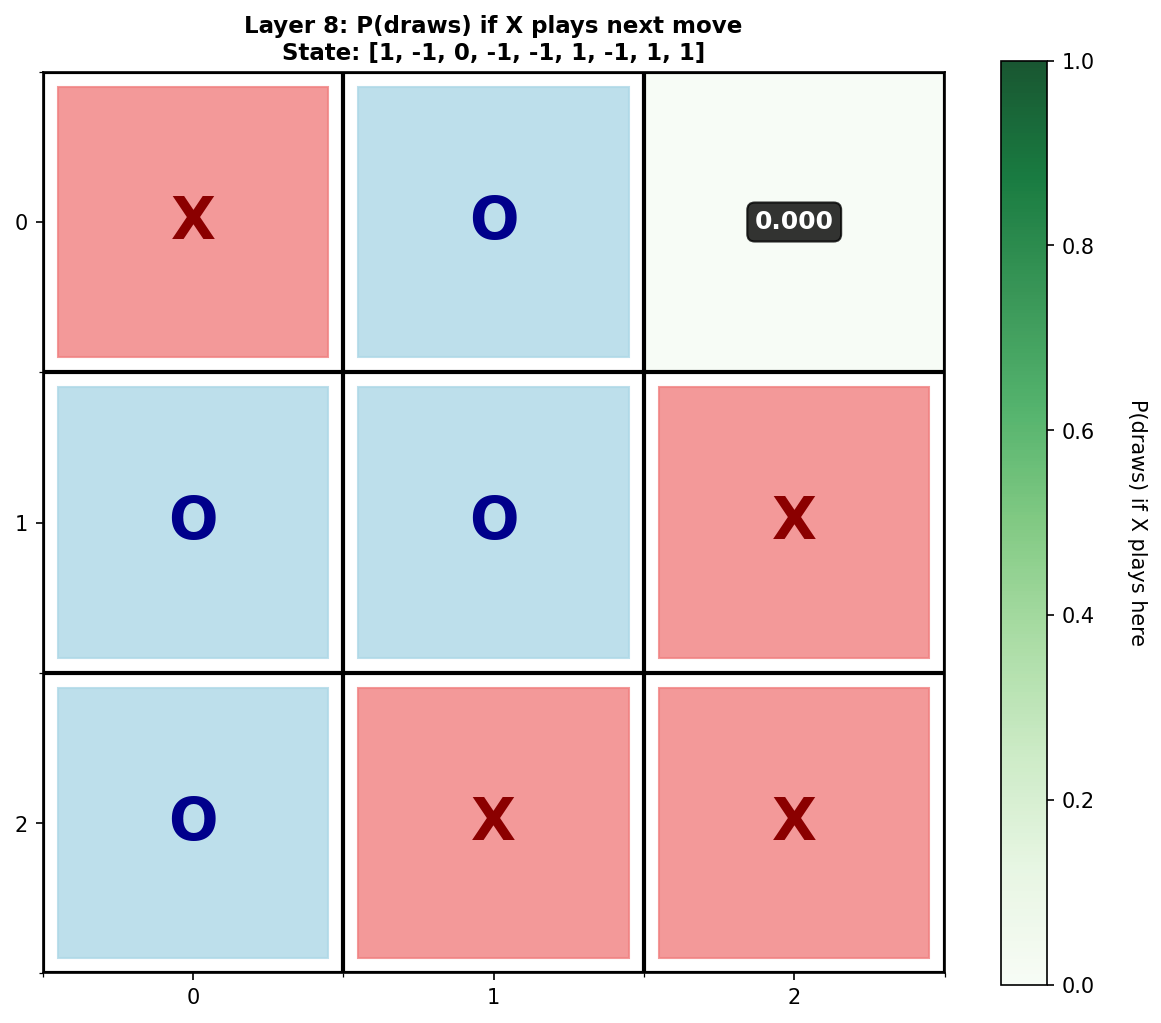 Layer 8: P(draws) if X plays next move
State: [1, -1, 0, -1, -1, 1, -1, 1, 1]
X
O
0.000
O
O
X
O
X
X
0
1
2
0
1
2
1.0
0.8
0.6
0.4
0.2
0.0
P(draws) if X plays here